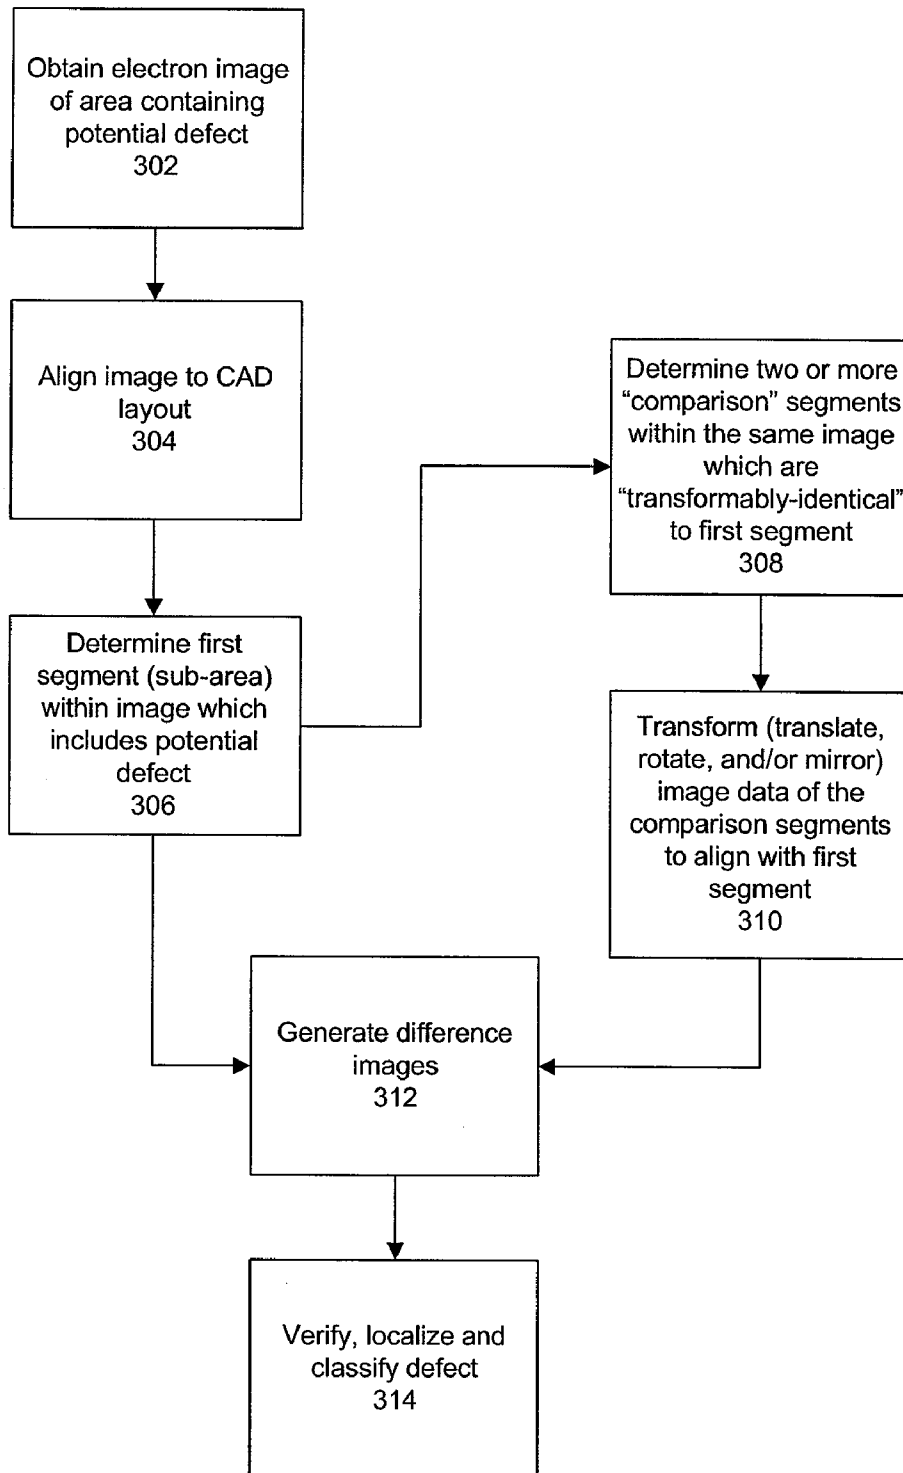 Obtain electron image
of area containing
potential defect
302
Align image to CAD
layout
304
Determine first
segment (sub-area)
within image which
includes potential
defect
306
Determine two or more
“comparison” segments
within the same image
which are
“transformably-identical”
to first segment
308
Transform (translate,
rotate, and/or mirror)
image data of the
comparison segments
to align with first
segment
310
Generate difference
images
312
Verify, localize and
classify defect
314